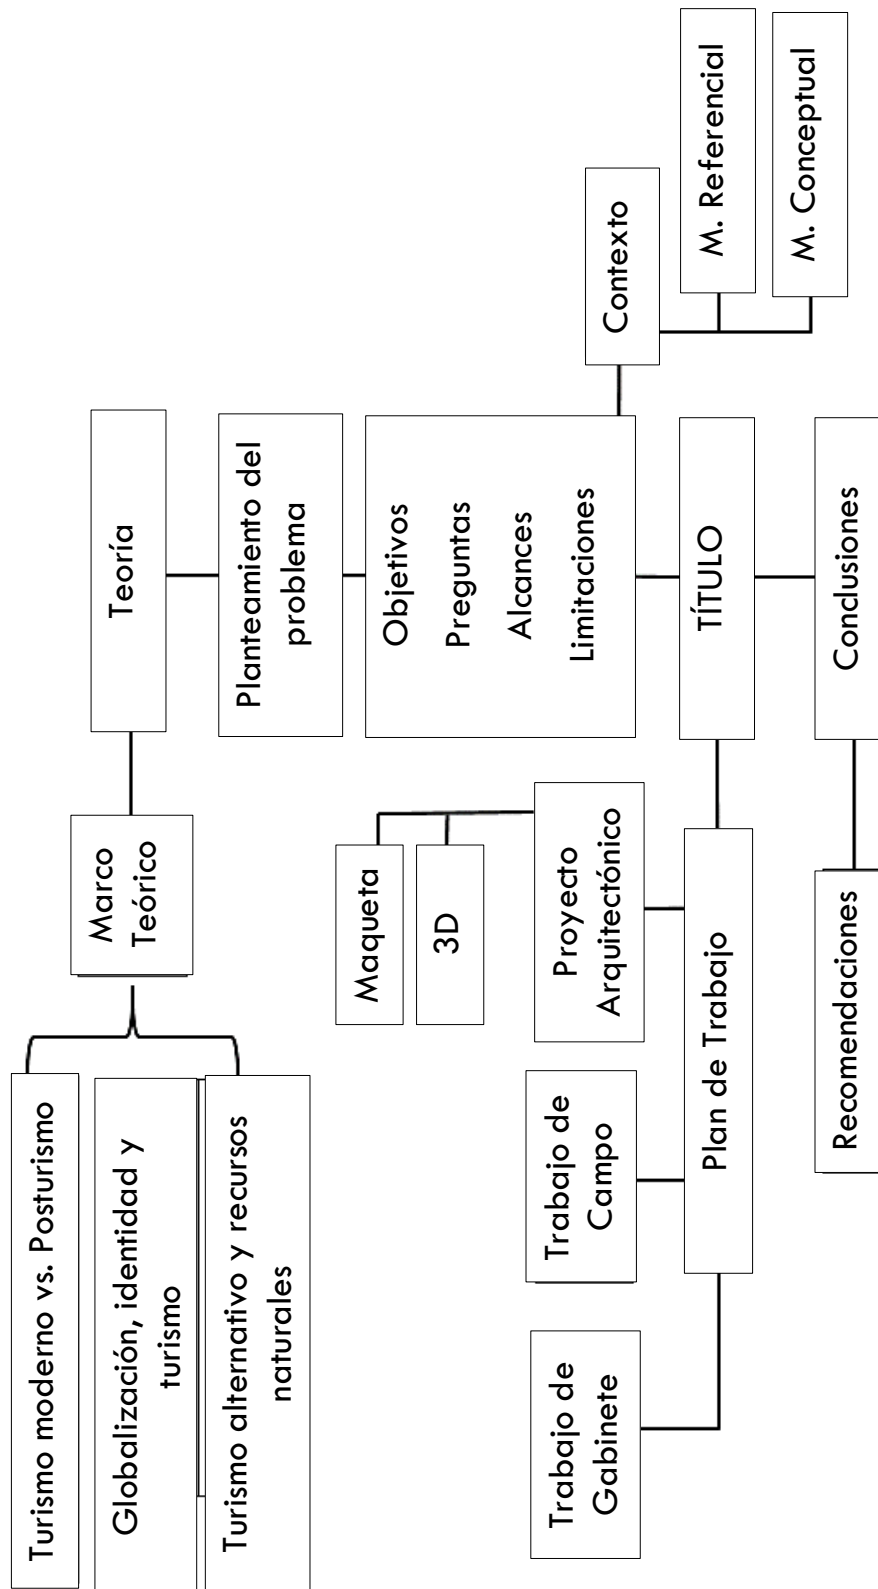 Turismo moderno vs. Posturismo
Globalización, identidad y
turismo
Turismo alternativo y recursos
naturales
Marco
Teórico
Teoría
Planteamiento del
problema
Objetivos
Preguntas
Alcances
Limitaciones
Contexto
M. Referencial
M. Conceptual
TÍTULO
Maqueta
3D
Proyecto
Arquitectónico
Trabajo de
Campo
Trabajo de
Gabinete
Plan de Trabajo
Recomendaciones
Conclusiones